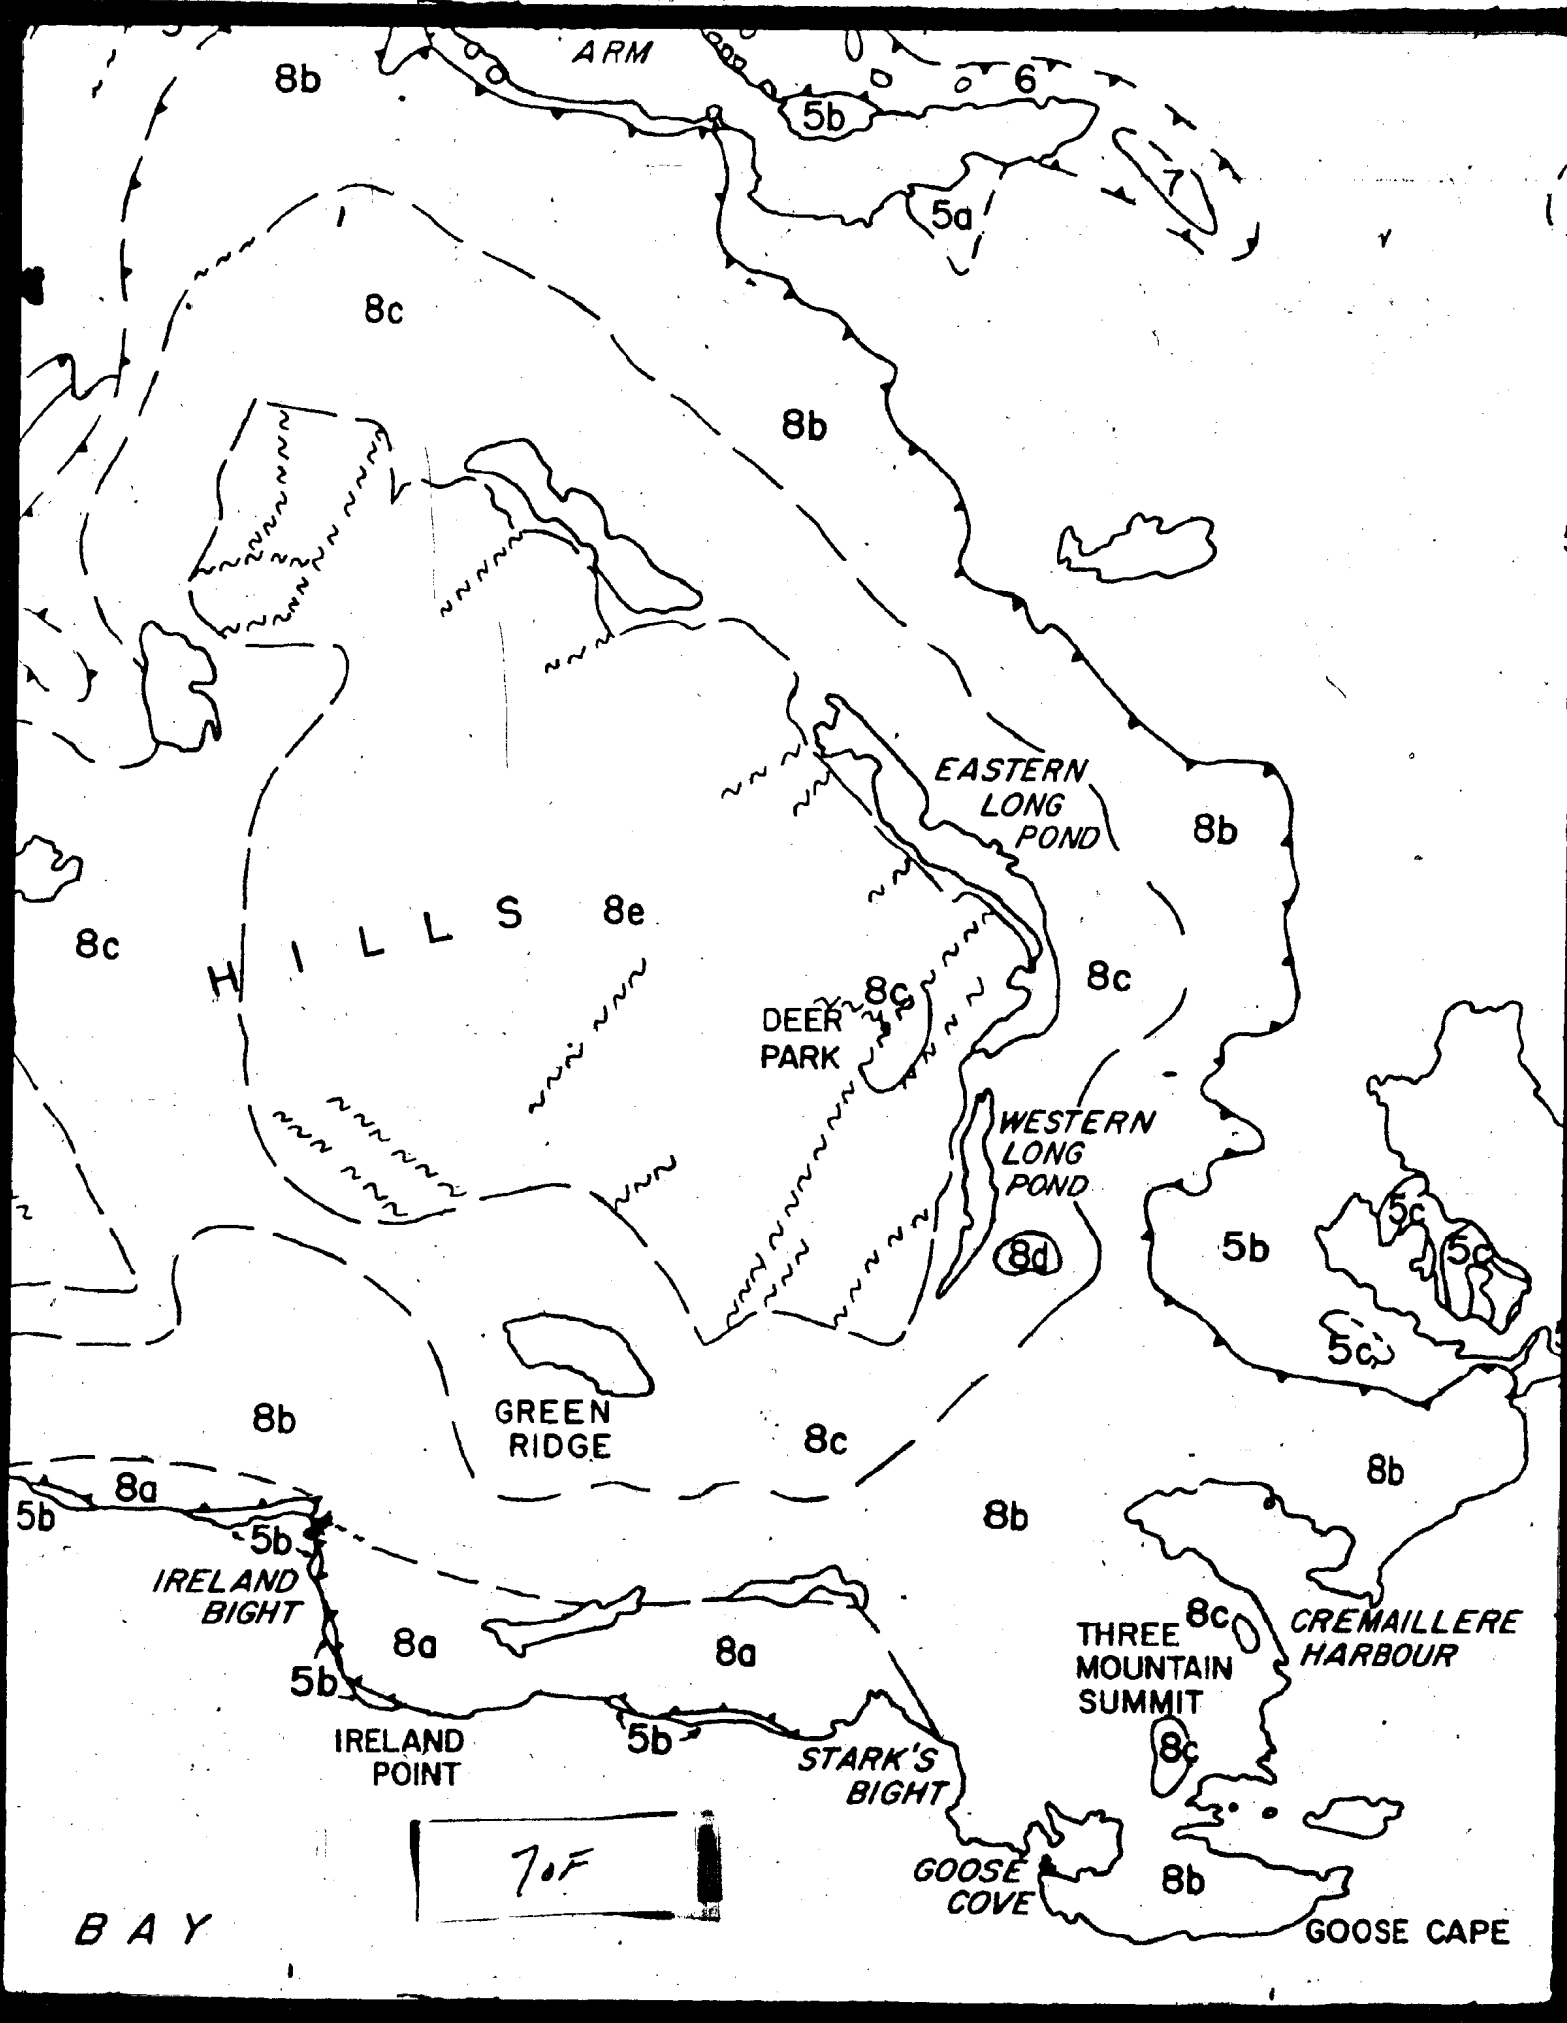 ARM
8b
6
5b
7
5a
8c
8b
EASTERN
LONG
POND
8b
HILLS
8e
8c
8c
8c
DEER
PARK
WESTERN
LONG
POND
8d
5b
5c
5c
5c
GREEN
RIDGE
8b
8c
8b
8a
5b
5b
8b
IRELAND
BIGHT
8a
8a
5b
8c
THREE
MOUNTAIN
SUMMIT
CREMAILLERE
HARBOUR
8c
IRELAND
POINT
5b
STARK'S
BIGHT
7 OF
GOOSE
COVE
8b
GOOSE CAPE
BAY